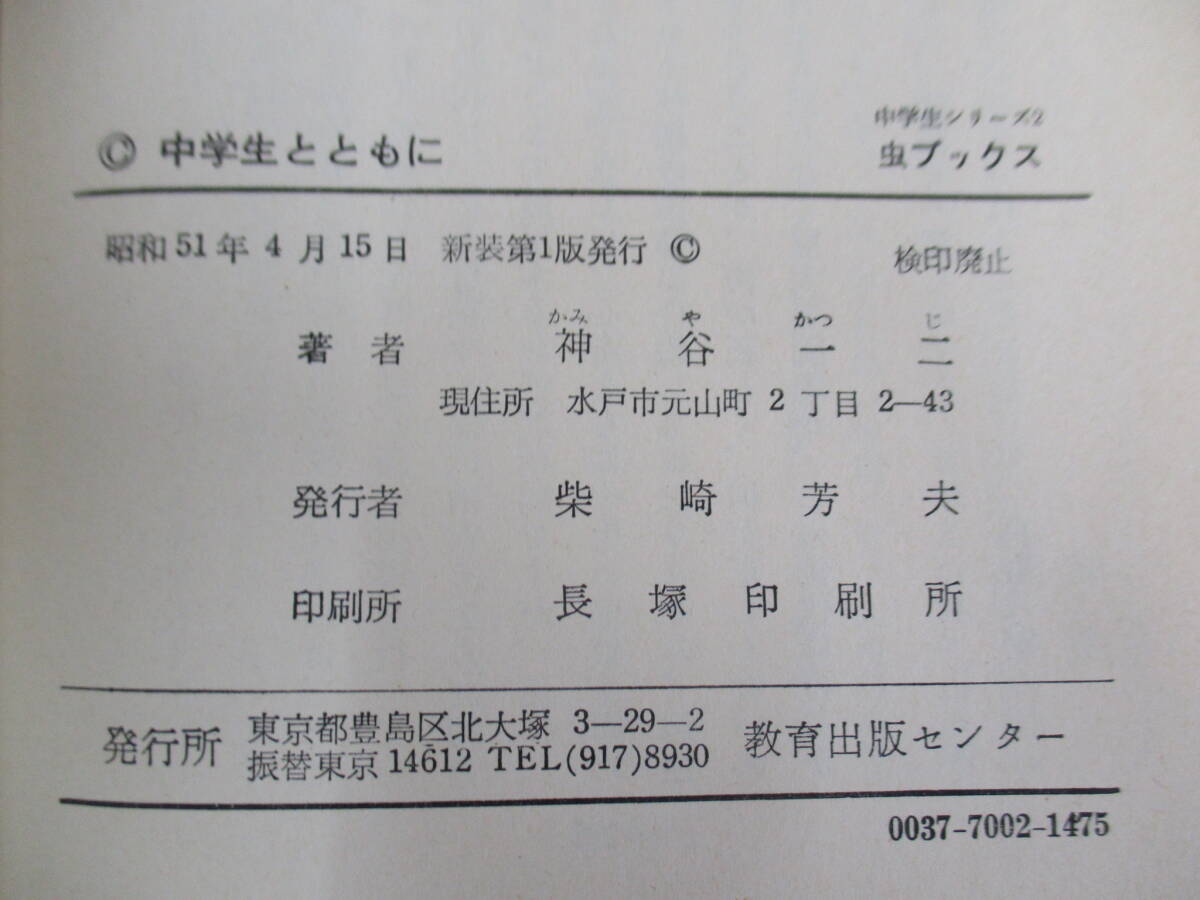 中学生シリーズ2
© 中学生とともに 虫ブックス
昭和51年4月15日 新装第1版発行 © 検印廃止
かみ や かつ じ
著者 神谷一二
現住所 水戸市元山町2丁目2—43
発行者 柴崎芳夫
印刷所 長塚印刷所
発行所 東京都豊島区北大塚 3—29—2 教育出版センター
振替東京14612 TEL(917)8930
0037-7002-1475